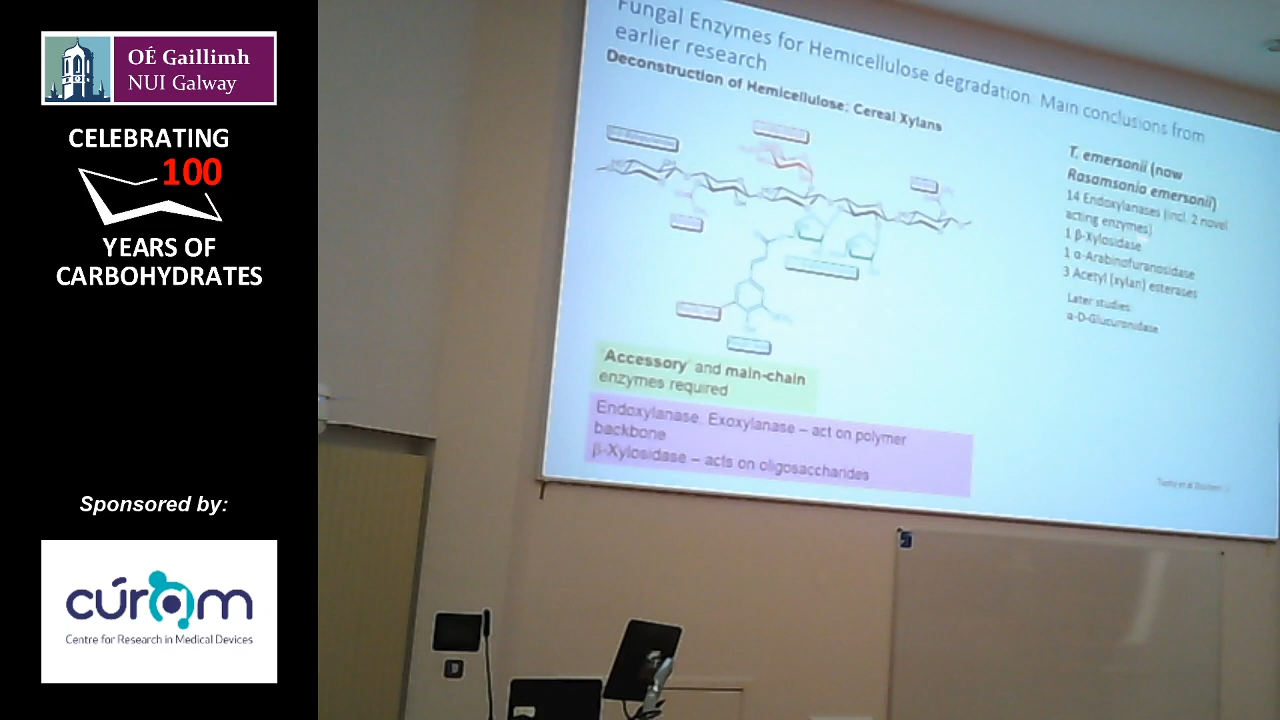 OÉ Gaillimh
NUI Galway
CELEBRATING
100
YEARS OF
CARBOHYDRATES
Sponsored by:
cúram
Centre for Research in Medical Devices
Fungal Enzymes for Hemicellulose degradation. Main conclusions from
earlier research
Deconstruction of Hemicellulose; Cereal Xylans
'Accessory' and main-chain
enzymes required
Endoxylanase, Exoxylanase – act on polymer
backbone
β-Xylosidase – acts on oligosaccharides
T. emersonii (now
Rasamsonia emersonii)
14 Endoxylanases (incl. 2 novel
acting enzymes)
1 β-Xylosidase
1 α-Arabinofuranosidase
3 Acetyl (xylan) esterases
Later studies:
α-D-Glucuronidase